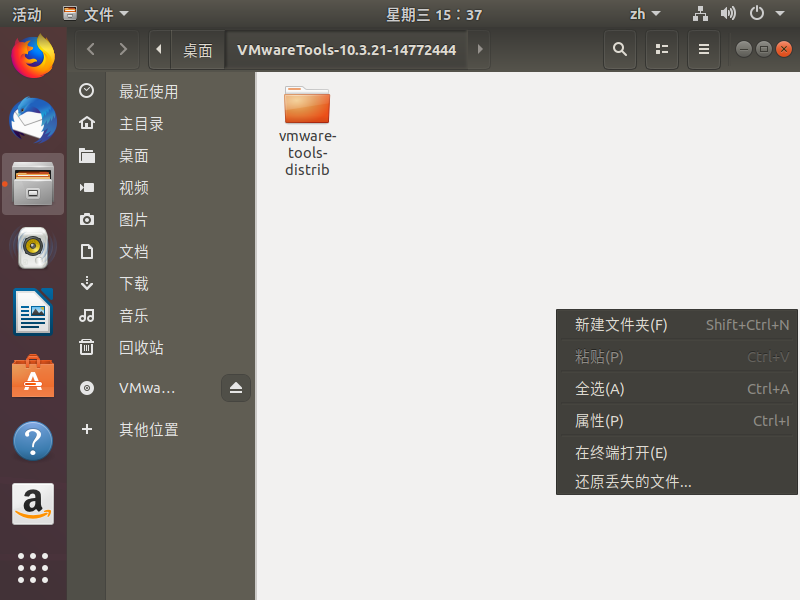 活动
文件
星期三 15：37
zh
桌面
VMwareTools-10.3.21-14772444
最近使用
主目录
桌面
视频
图片
文档
下载
音乐
回收站
VMwa...
其他位置
vmware-
tools-
distrib
新建文件夹(F) Shift+Ctrl+N
粘贴(P) Ctrl+V
全选(A) Ctrl+A
属性(P) Ctrl+I
在终端打开(E)
还原丢失的文件...